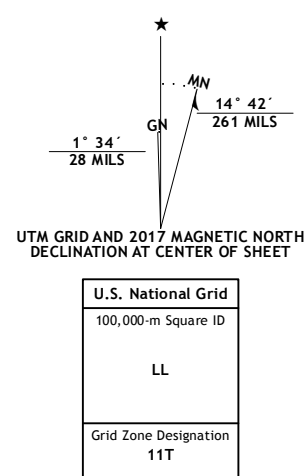 MN
GN
1° 34´
28 MILS
14° 42´
261 MILS
UTM GRID AND 2017 MAGNETIC NORTH
DECLINATION AT CENTER OF SHEET
U.S. National Grid
100,000-m Square ID
LL
Grid Zone Designation
11T